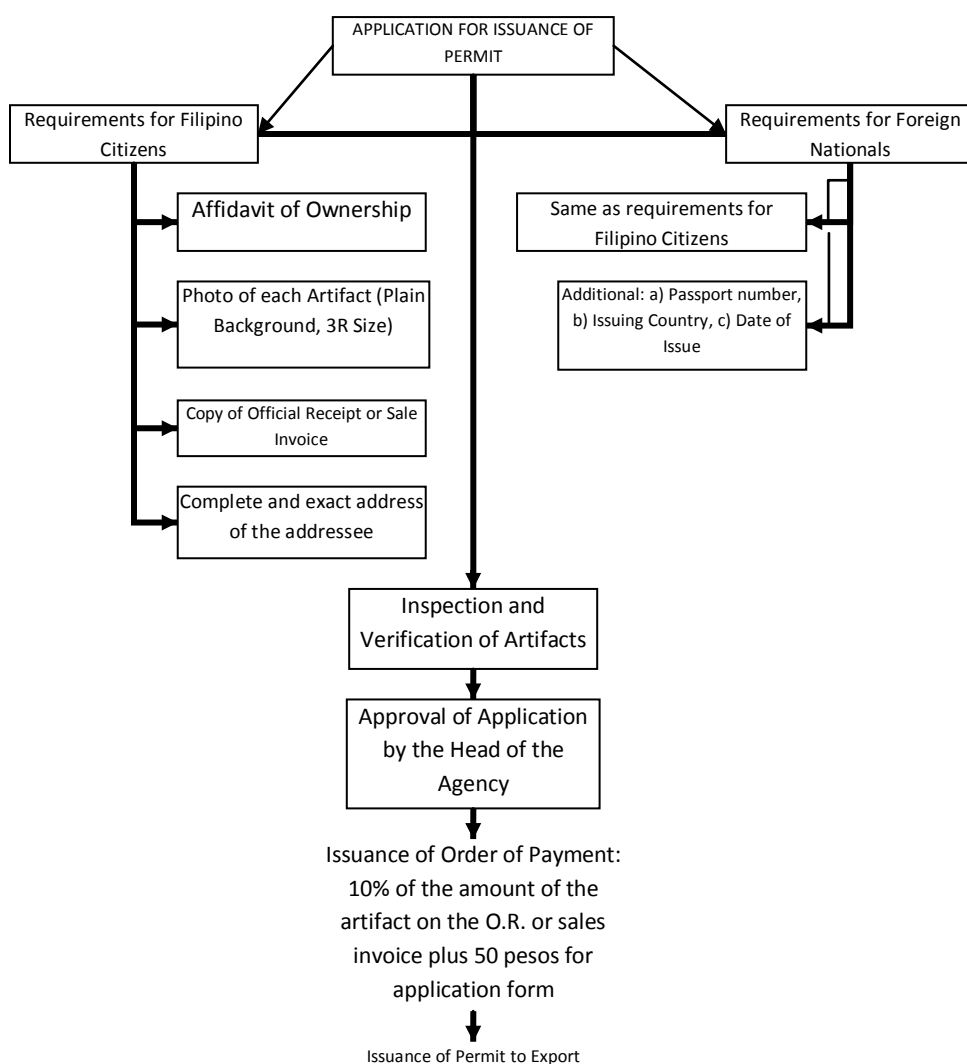 APPLICATION FOR ISSUANCE OF
PERMIT
Requirements for Filipino
Citizens
Requirements for Foreign
Nationals
Affidavit of Ownership
Same as requirements for
Filipino Citizens
Photo of each Artifact (Plain
Background, 3R Size)
Additional: a) Passport number,
b) Issuing Country, c) Date of
Issue
Copy of Official Receipt or Sale
Invoice
Complete and exact address
of the addressee
Inspection and
Verification of Artifacts
Approval of Application
by the Head of the
Agency
Issuance of Order of Payment:
10% of the amount of the
artifact on the O.R. or sales
invoice plus 50 pesos for
application form
Issuance of Permit to Export